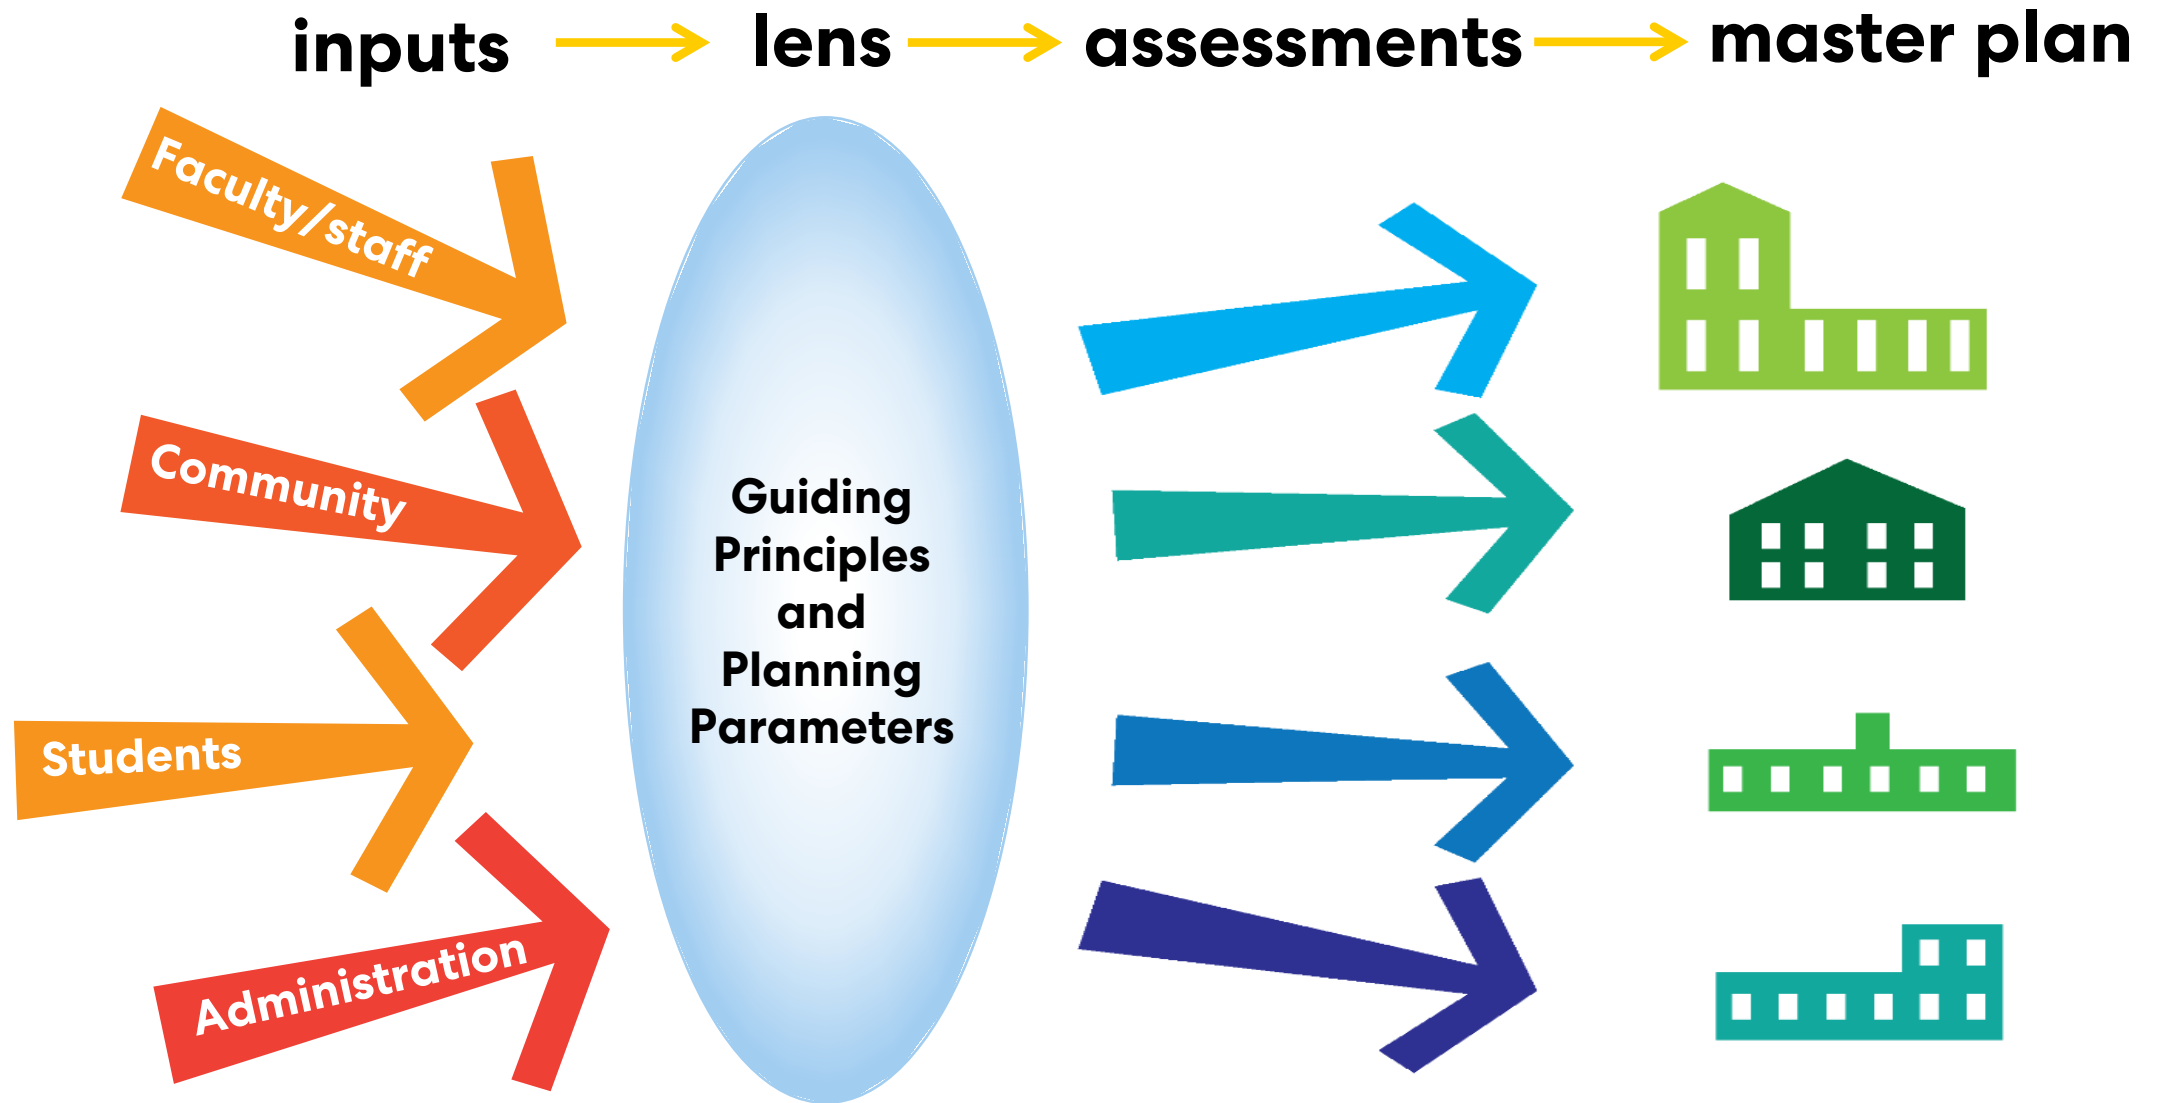 inputs lens assessments master plan
Faculty/staff
Community
Students
Administration
Guiding
Principles
and
Planning
Parameters